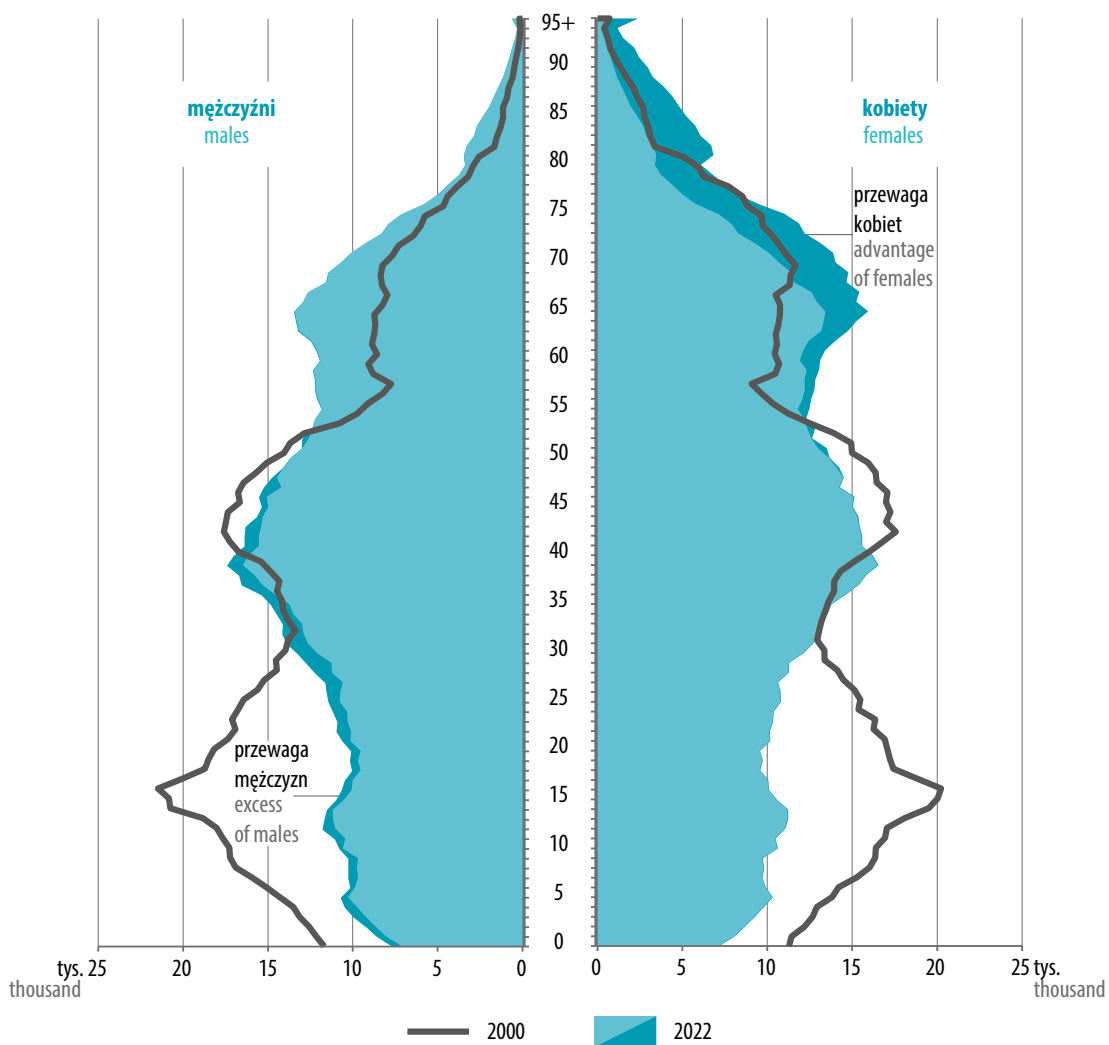 95+
90
85
80
75
70
65
60
55
50
45
40
35
30
25
20
15
10
5
0
mężczyźni
males
kobiety
females
przewaga
kobiet
advantage
of females
przewaga
mężczyzn
excess
of males
tys. 25 20 15 10 5 0
thousand
0 5 10 15 20 25 tys.
thousand
2000 2022